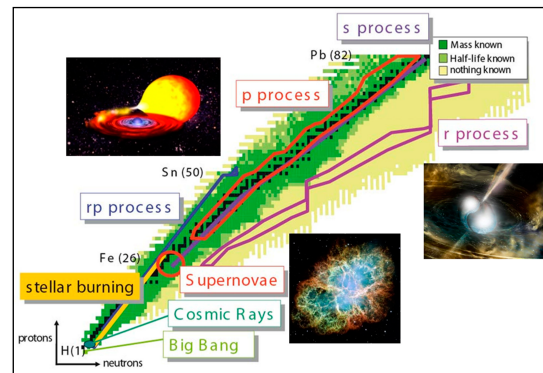 s process
Pb (82)
Mass known
Half-life known
nothing known
p process
r process
Sn (50)
rp process
Fe (26)
stellar burning
Supernovae
Cosmic Rays
protons
H(1)
neutrons
Big Bang